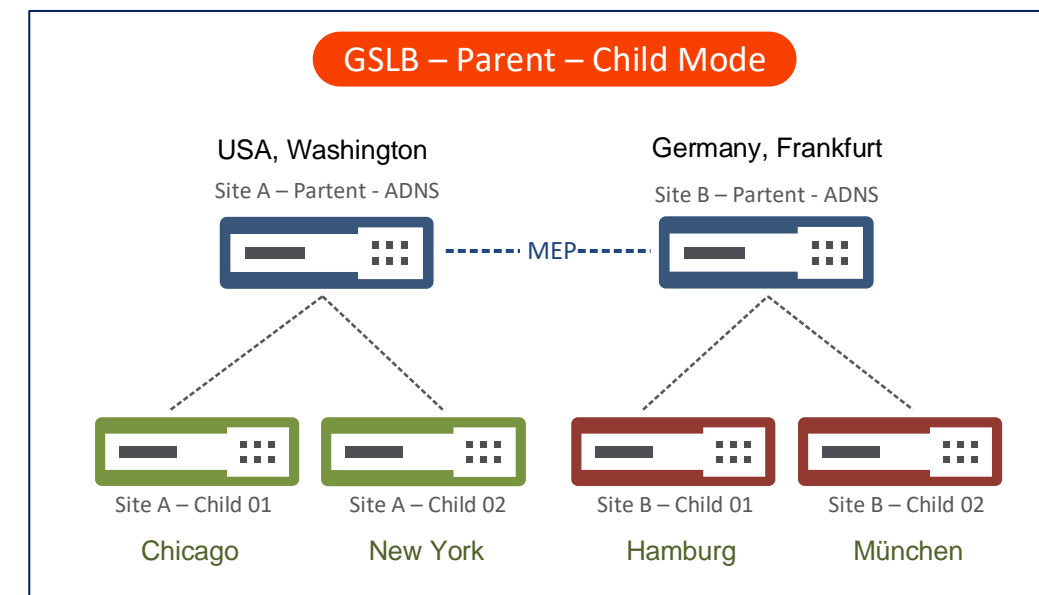 GSLB – Parent – Child Mode
USA, Washington
Germany, Frankfurt
Site A – Partent - ADNS
Site B – Partent - ADNS
MEP
Site A – Child 01
Site A – Child 02
Site B – Child 01
Site B – Child 02
Chicago
New York
Hamburg
München